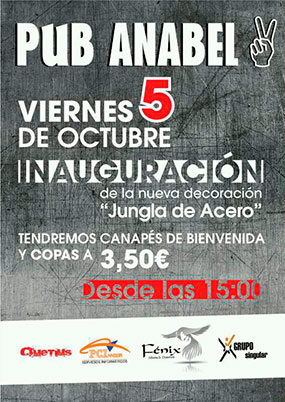 PUB ANABEL
VIERNES 5
DE OCTUBRE
INAUGURACIÓN
de la nueva decoración
"Jungla de Acero"
TENDREMOS CANAPÉS DE BIENVENIDA
Y COPAS A 3,50€
Desde las 15:00
Fénix
GRUPO
singular